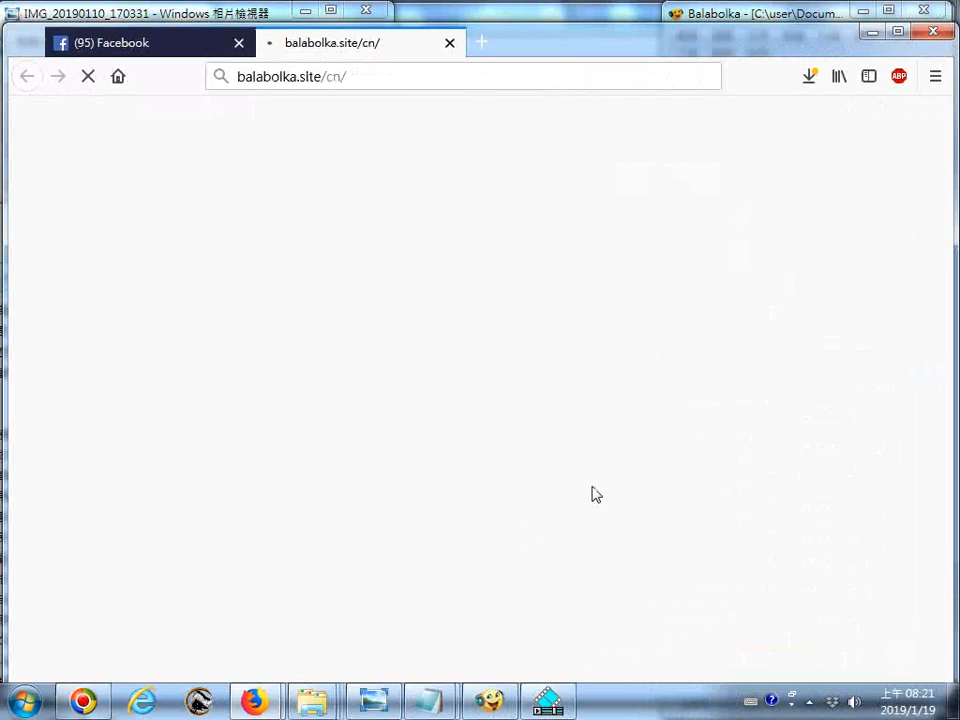 IMG_20190110_170331 - Windows 相片檢視器
Balabolka - [C:\user\Docum...
(95) Facebook
balabolka.site/cn/
balabolka.site/cn/
ABP
上午 08:21
2019/1/19